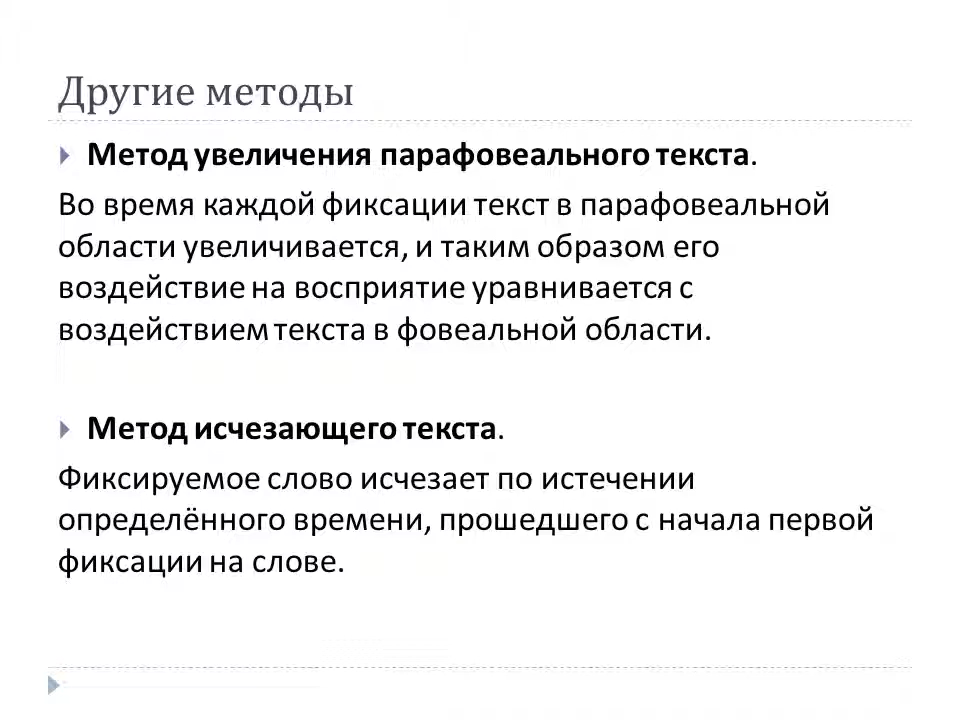 Другие методы
Метод увеличения парафовеального текста.
Во время каждой фиксации текст в парафовеальной
области увеличивается, и таким образом его
воздействие на восприятие уравнивается с
воздействием текста в фовеальной области.
Метод исчезающего текста.
Фиксируемое слово исчезает по истечении
определённого времени, прошедшего с начала первой
фиксации на слове.